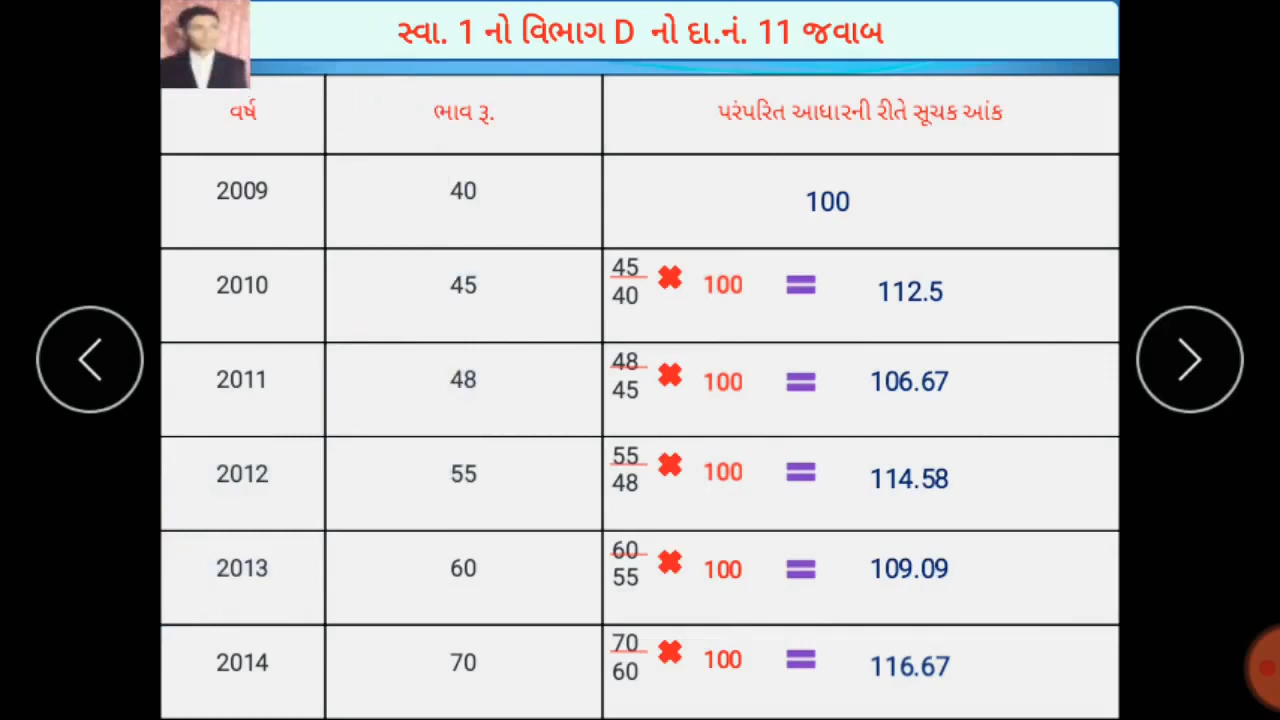 સ્વા. 1 નો વિભાગ D નો દા.નં. 11 જવાબ
વર્ષ ભાવ રૂ. પરંપરિત આધારની રીતે સૂચક આંક
2009 40 100
2010 45 45/40 ✖ 100 = 112.5
2011 48 48/45 ✖ 100 = 106.67
2012 55 55/48 ✖ 100 = 114.58
2013 60 60/55 ✖ 100 = 109.09
2014 70 70/60 ✖ 100 = 116.67